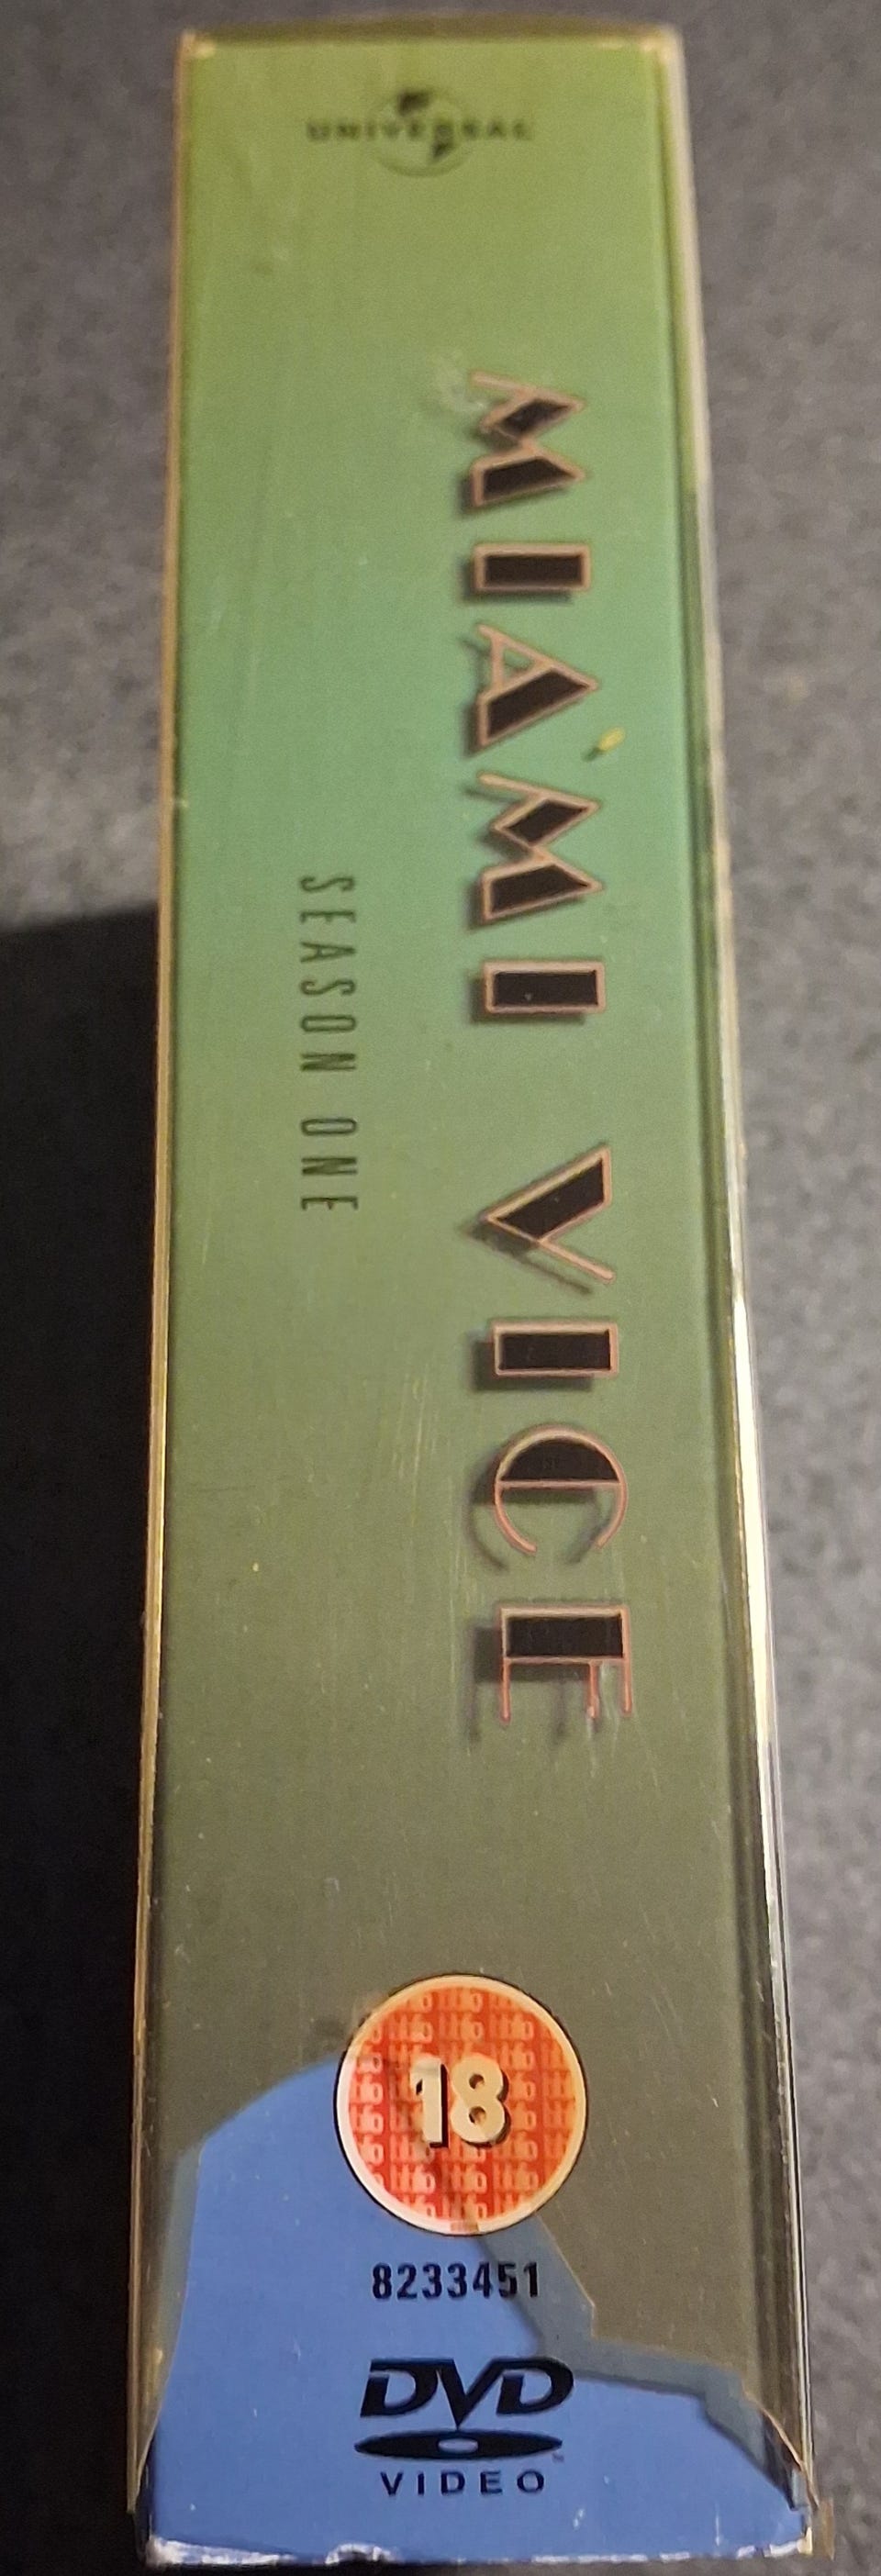 UNIVERSAL
MIAMI VICE
SEASON ONE
18
8233451
DVD
VIDEO